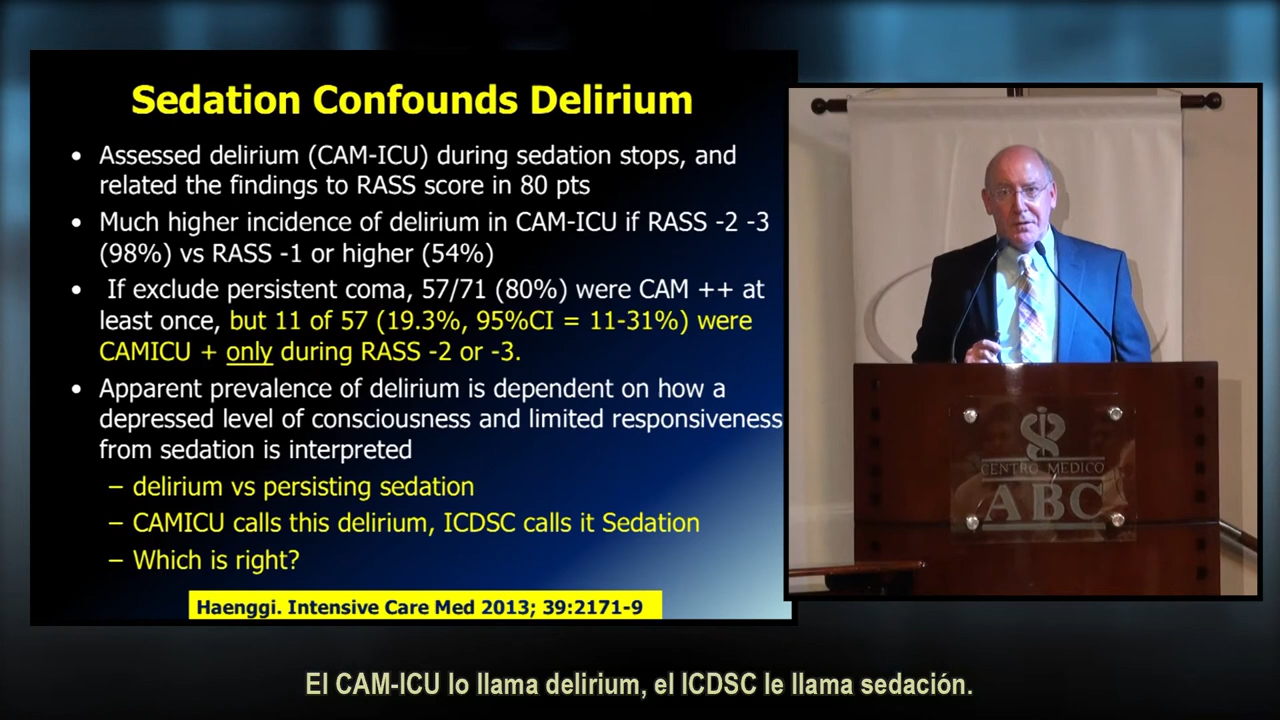 Sedation Confounds Delirium
• Assessed delirium (CAM-ICU) during sedation stops, and
related the findings to RASS score in 80 pts
• Much higher incidence of delirium in CAM-ICU if RASS -2 -3
(98%) vs RASS -1 or higher (54%)
• If exclude persistent coma, 57/71 (80%) were CAM ++ at
least once, but 11 of 57 (19.3%, 95%CI = 11-31%) were
CAMICU + only during RASS -2 or -3.
• Apparent prevalence of delirium is dependent on how a
depressed level of consciousness and limited responsiveness
from sedation is interpreted
– delirium vs persisting sedation
– CAMICU calls this delirium, ICDSC calls it Sedation
– Which is right?
Haenggi. Intensive Care Med 2013; 39:2171-9
CENTRO MEDICO
ABC
El CAM-ICU lo llama delirium, el ICDSC le llama sedación.